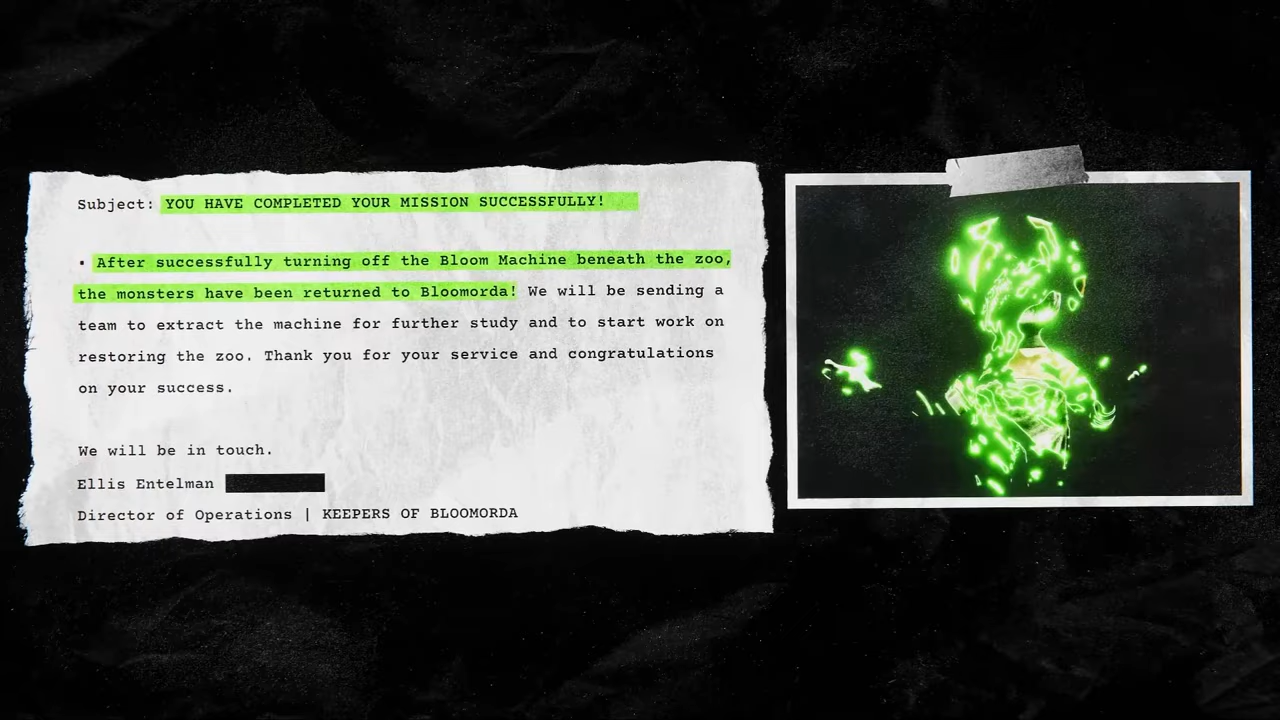 Subject: YOU HAVE COMPLETED YOUR MISSION SUCCESSFULLY!
• After successfully turning off the Bloom Machine beneath the zoo,
the monsters have been returned to Bloomorda! We will be sending a
team to extract the machine for further study and to start work on
restoring the zoo. Thank you for your service and congratulations
on your success.
We will be in touch.
Ellis Entelman
Director of Operations | KEEPERS OF BLOOMORDA